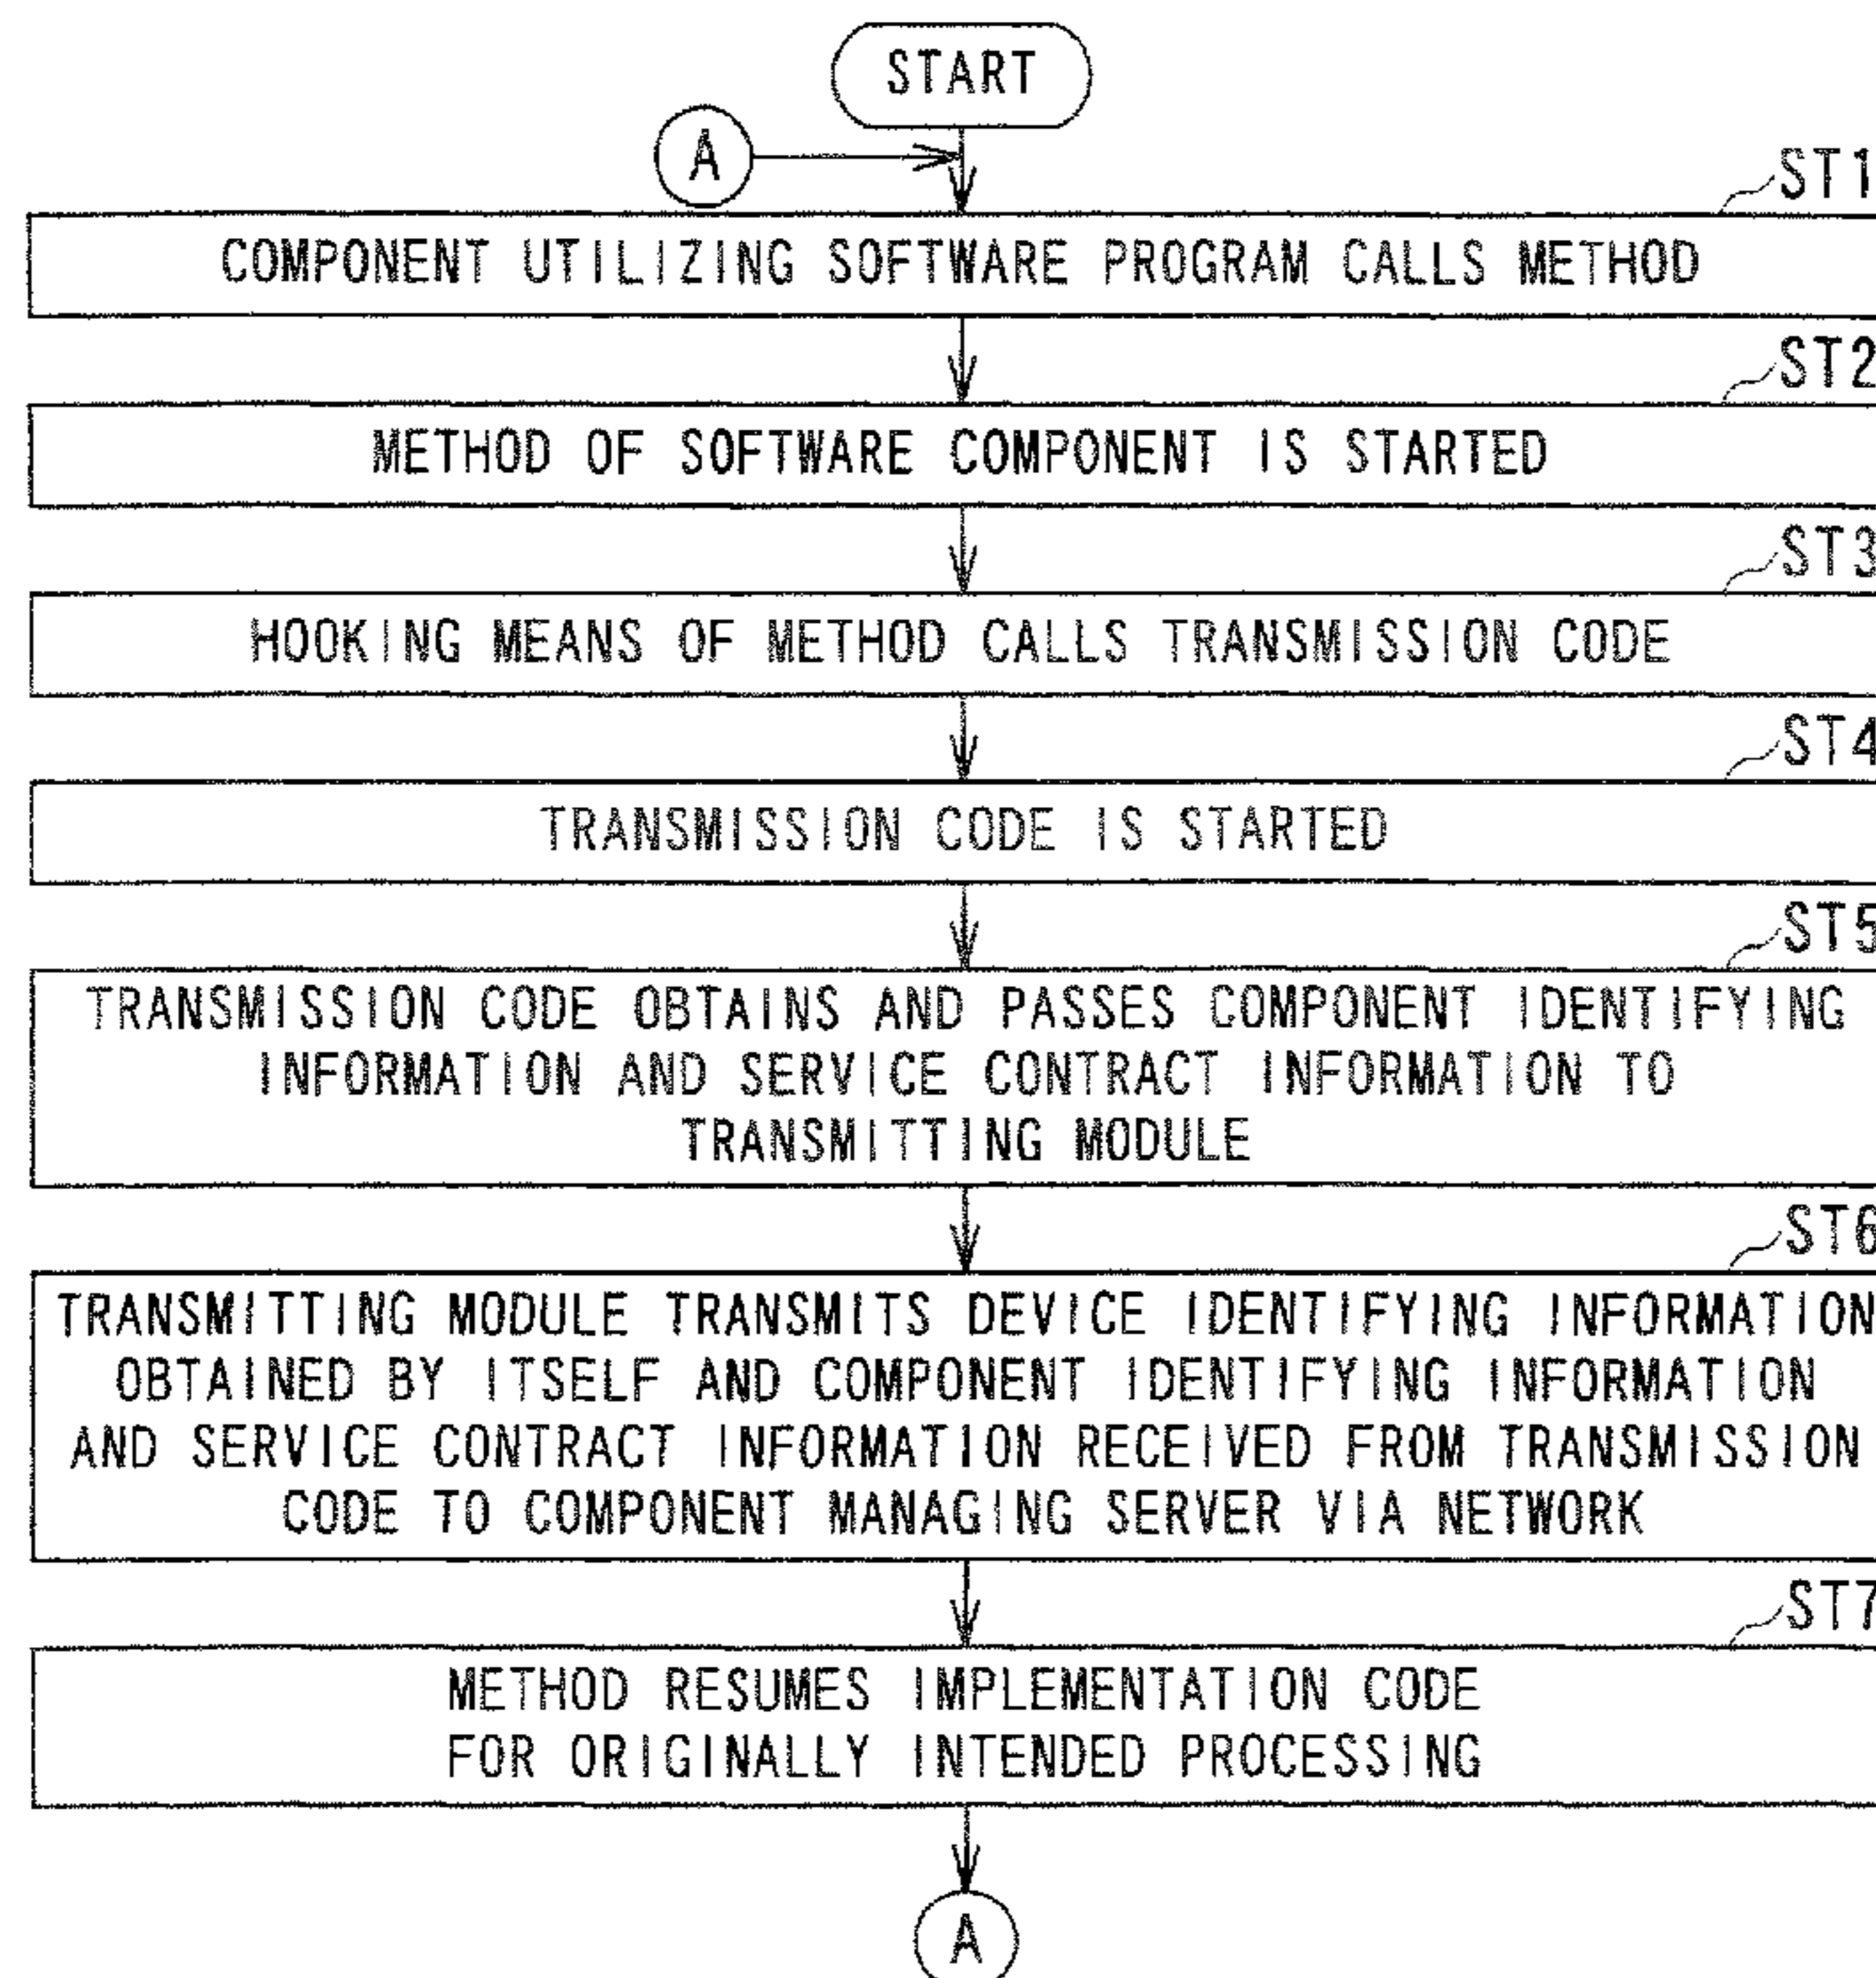 START
A
ST1
COMPONENT UTILIZING SOFTWARE PROGRAM CALLS METHOD
ST2
METHOD OF SOFTWARE COMPONENT IS STARTED
ST3
HOOKING MEANS OF METHOD CALLS TRANSMISSION CODE
ST4
TRANSMISSION CODE IS STARTED
ST5
TRANSMISSION CODE OBTAINS AND PASSES COMPONENT IDENTIFYING
INFORMATION AND SERVICE CONTRACT INFORMATION TO
TRANSMITTING MODULE
ST6
TRANSMITTING MODULE TRANSMITS DEVICE IDENTIFYING INFORMATION
OBTAINED BY ITSELF AND COMPONENT IDENTIFYING INFORMATION
AND SERVICE CONTRACT INFORMATION RECEIVED FROM TRANSMISSION
CODE TO COMPONENT MANAGING SERVER VIA NETWORK
ST7
METHOD RESUMES IMPLEMENTATION CODE
FOR ORIGINALLY INTENDED PROCESSING
A